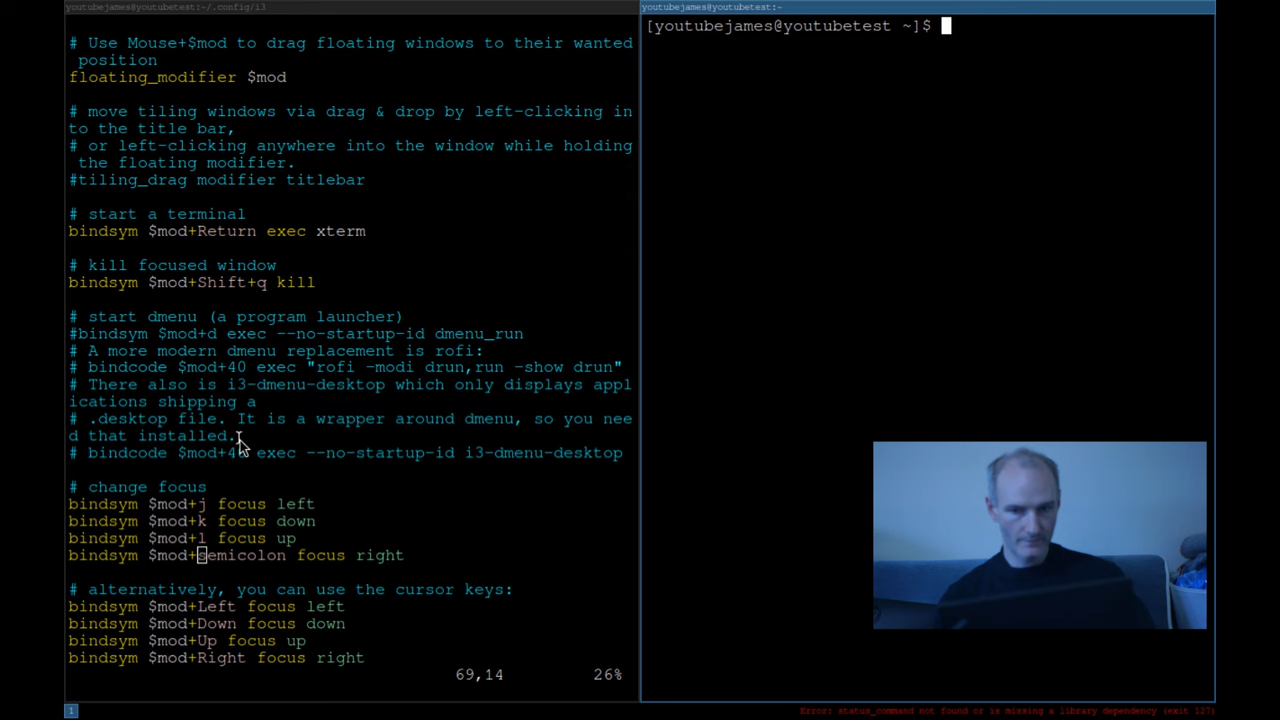 youtubejames@youtubetest:~/.config/i3
# Use Mouse+$mod to drag floating windows to their wanted
position
floating_modifier $mod
# move tiling windows via drag & drop by left-clicking in
to the title bar,
# or left-clicking anywhere into the window while holding
the floating modifier.
#tiling_drag modifier titlebar
# start a terminal
bindsym $mod+Return exec xterm
# kill focused window
bindsym $mod+Shift+q kill
# start dmenu (a program launcher)
#bindsym $mod+d exec --no-startup-id dmenu_run
# A more modern dmenu replacement is rofi:
# bindcode $mod+40 exec "rofi -modi drun,run -show drun"
# There also is i3-dmenu-desktop which only displays appl
ications shipping a
# .desktop file. It is a wrapper around dmenu, so you nee
d that installed.
# bindcode $mod+40 exec --no-startup-id i3-dmenu-desktop
# change focus
bindsym $mod+j focus left
bindsym $mod+k focus down
bindsym $mod+l focus up
bindsym $mod+semicolon focus right
# alternatively, you can use the cursor keys:
bindsym $mod+Left focus left
bindsym $mod+Down focus down
bindsym $mod+Up focus up
bindsym $mod+Right focus right
69,14 26%
youtubejames@youtubetest:~
[youtubejames@youtubetest ~]$
1
Error: status_command not found or is missing a library dependency (exit 127)